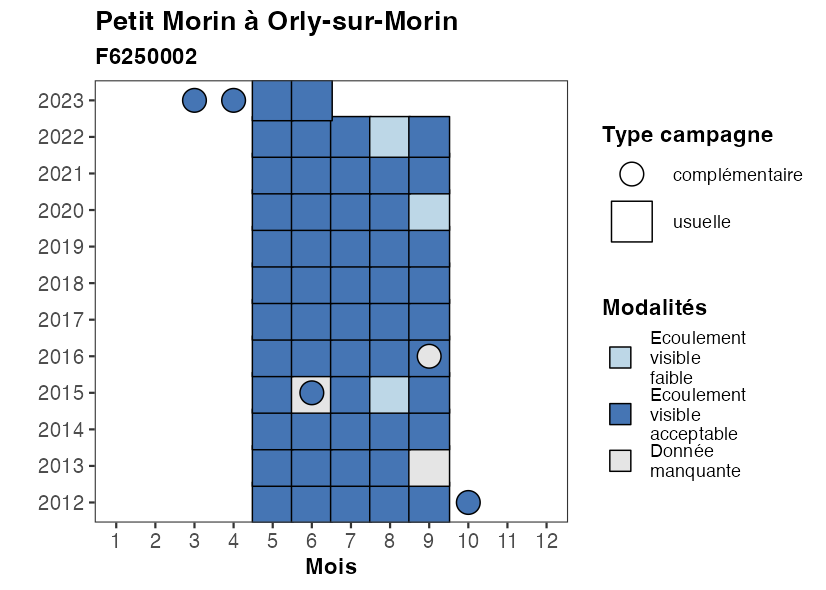 Petit Morin à Orly-sur-Morin
F6250002
2023
2022
2021
2020
2019
2018
2017
2016
2015
2014
2013
2012
1 2 3 4 5 6 7 8 9 10 11 12
Mois
Type campagne
complémentaire
usuelle
Modalités
Ecoulement
visible
faible
Ecoulement
visible
acceptable
Donnée
manquante